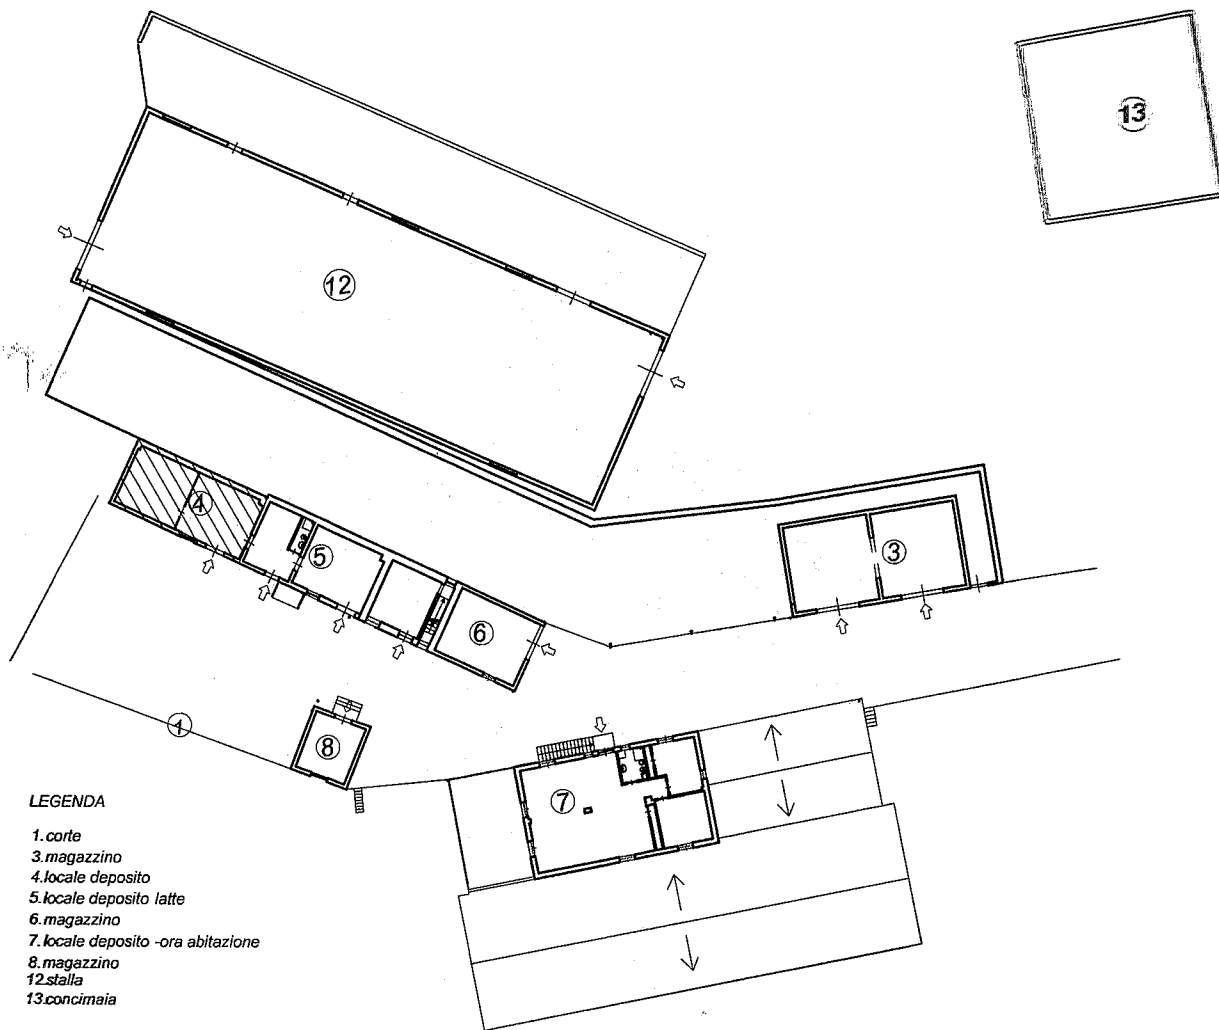 13
12
4
5
3
6
1
8
7
LEGENDA
1.corte
3.magazzino
4.locale deposito
5.locale deposito latte
6.magazzino
7.locale deposito -ora abitazione
8.magazzino
12.stalla
13.concimaia